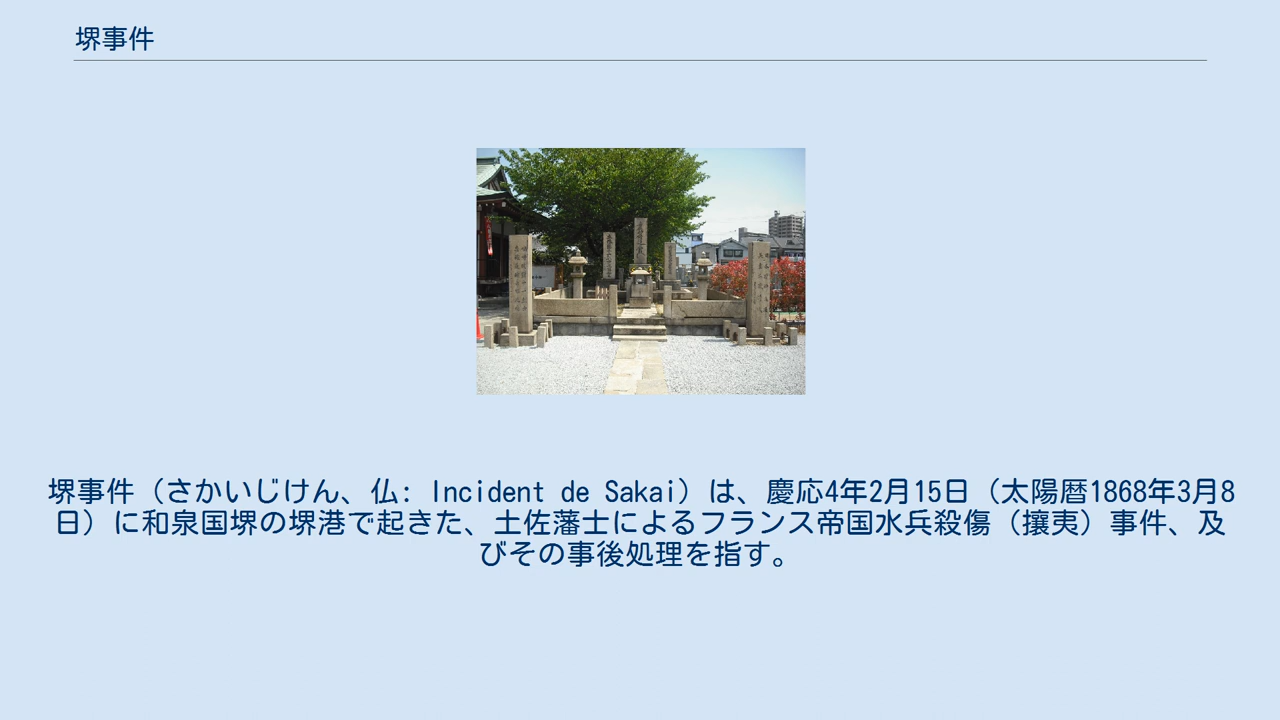 堺事件
堺事件（さかいじけん、仏: Incident de Sakai）は、慶応4年2月15日（太陽暦1868年3月8
日）に和泉国堺の堺港で起きた、土佐藩士によるフランス帝国水兵殺傷（攘夷）事件、及
びその事後処理を指す。